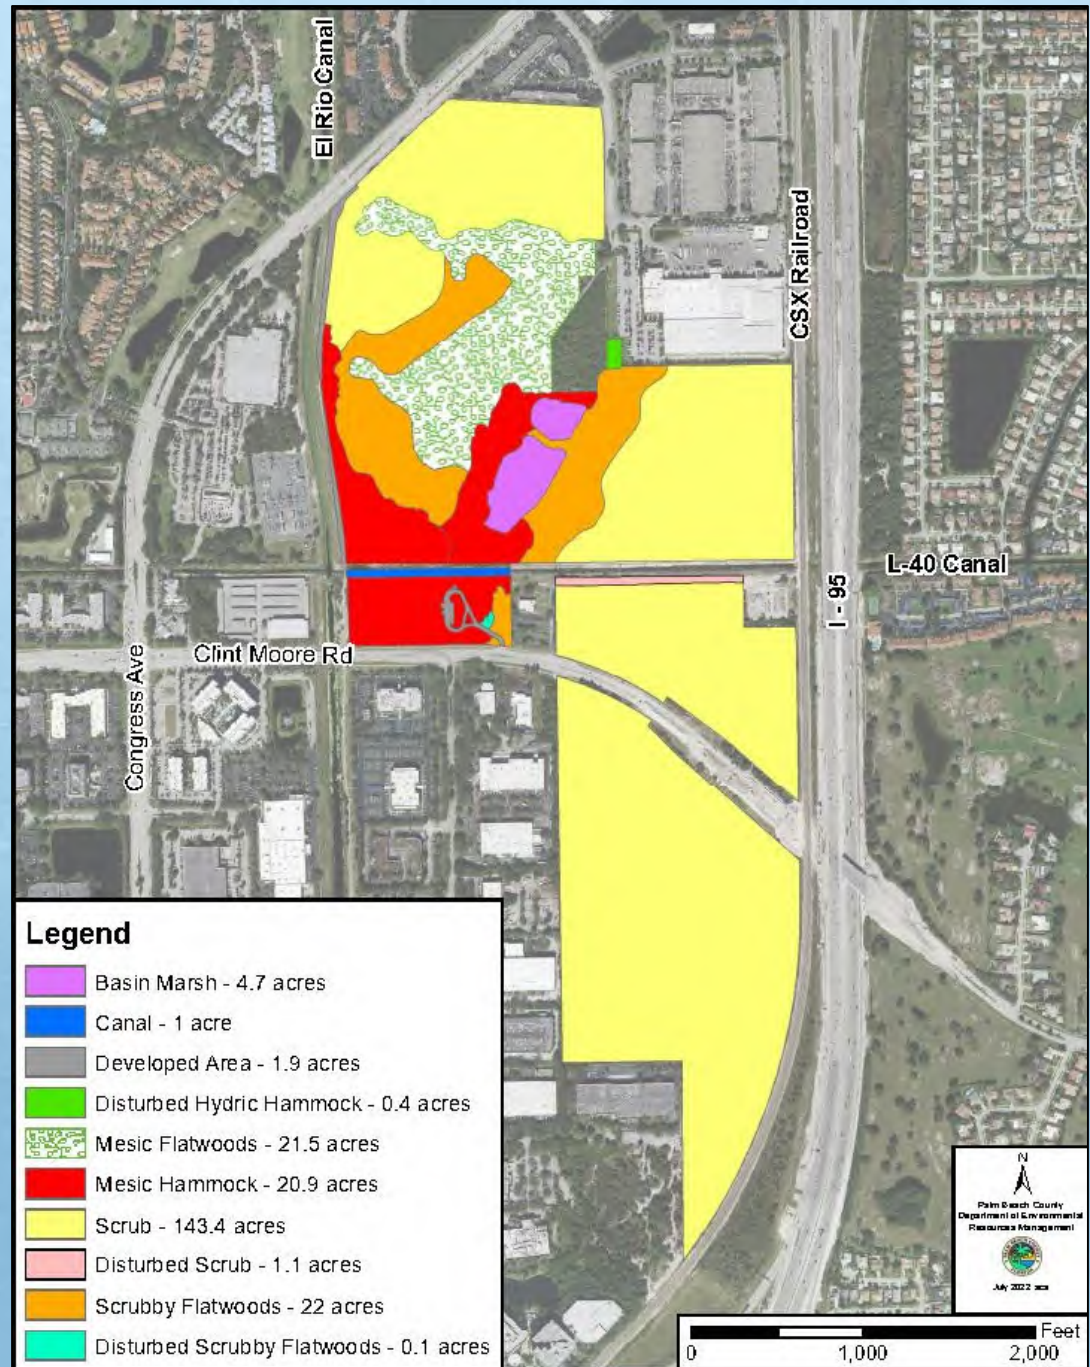 El Rio Canal
CSX Railroad
I - 95
L-40 Canal
Clint Moore Rd
Congress Ave
Legend
Basin Marsh - 4.7 acres
Canal - 1 acre
Developed Area - 1.9 acres
Disturbed Hydric Hammock - 0.4 acres
Mesic Flatwoods - 21.5 acres
Mesic Hammock - 20.9 acres
Scrub - 143.4 acres
Disturbed Scrub - 1.1 acres
Scrubby Flatwoods - 22 acres
Disturbed Scrubby Flatwoods - 0.1 acres
N
Palm Beach County
Department of Environmental
Resources Management
July 2022
Feet
0 1,000 2,000